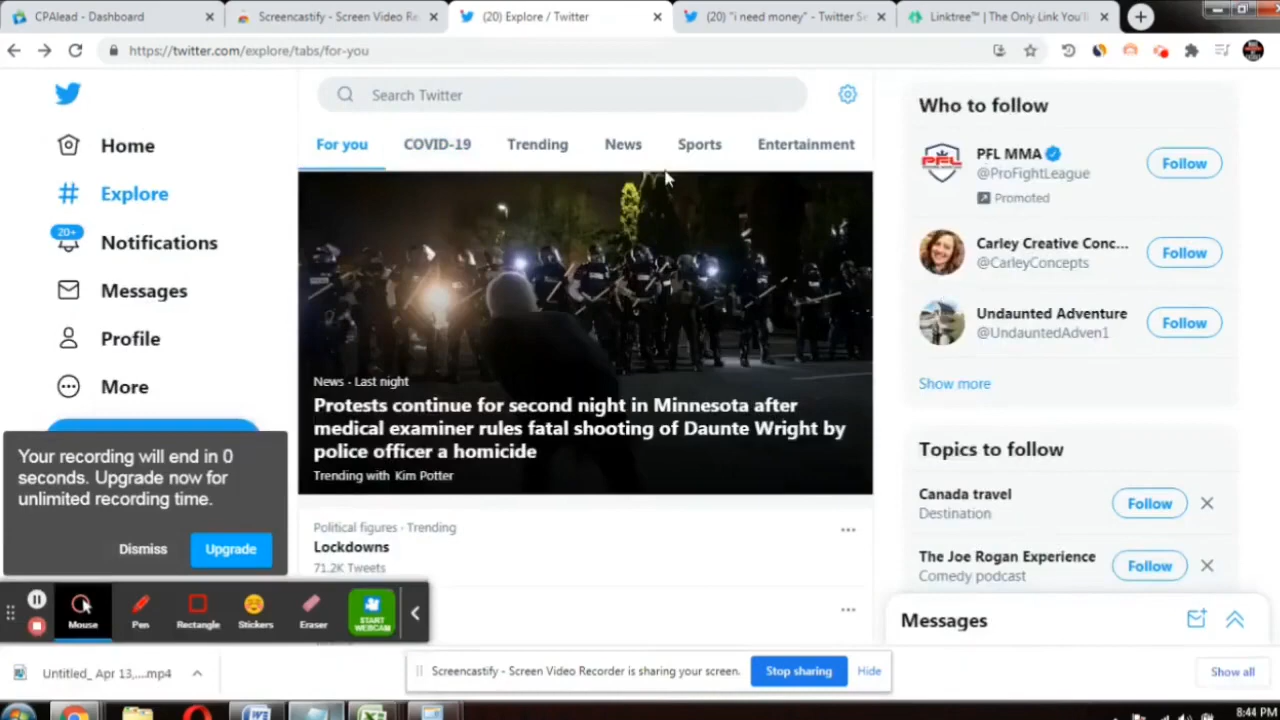 CPAlead - Dashboard
Screencastify - Screen Video Re
(20) Explore / Twitter
(20) "i need money" - Twitter Se
Linktree™ | The Only Link You'll
https://twitter.com/explore/tabs/for-you
Search Twitter
Home
Explore
20+
Notifications
Messages
Profile
More
For you
COVID-19
Trending
News
Sports
Entertainment
News · Last night
Protests continue for second night in Minnesota after
medical examiner rules fatal shooting of Daunte Wright by
police officer a homicide
Trending with Kim Potter
Political figures · Trending
Lockdowns
71.2K Tweets
Who to follow
PFL MMA
@ProFightLeague
Promoted
Follow
Carley Creative Conc...
@CarleyConcepts
Follow
Undaunted Adventure
@UndauntedAdven1
Follow
Show more
Topics to follow
Canada travel
Destination
Follow
The Joe Rogan Experience
Comedy podcast
Follow
Messages
Your recording will end in 0
seconds. Upgrade now for
unlimited recording time.
Dismiss
Upgrade
Mouse
Pen
Rectangle
Stickers
Eraser
START
WEBCAM
Untitled_ Apr 13,....mp4
Screencastify - Screen Video Recorder is sharing your screen.
Stop sharing
Hide
Show all
8:44 PM